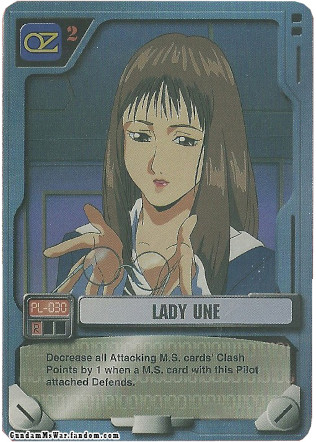 OZ 2
PL-030
R
LADY UNE
Decrease all Attacking M.S. cards' Clash
Points by 1 when a M.S. card with this Pilot
attached Defends.
GundamMsWar.fandom.com